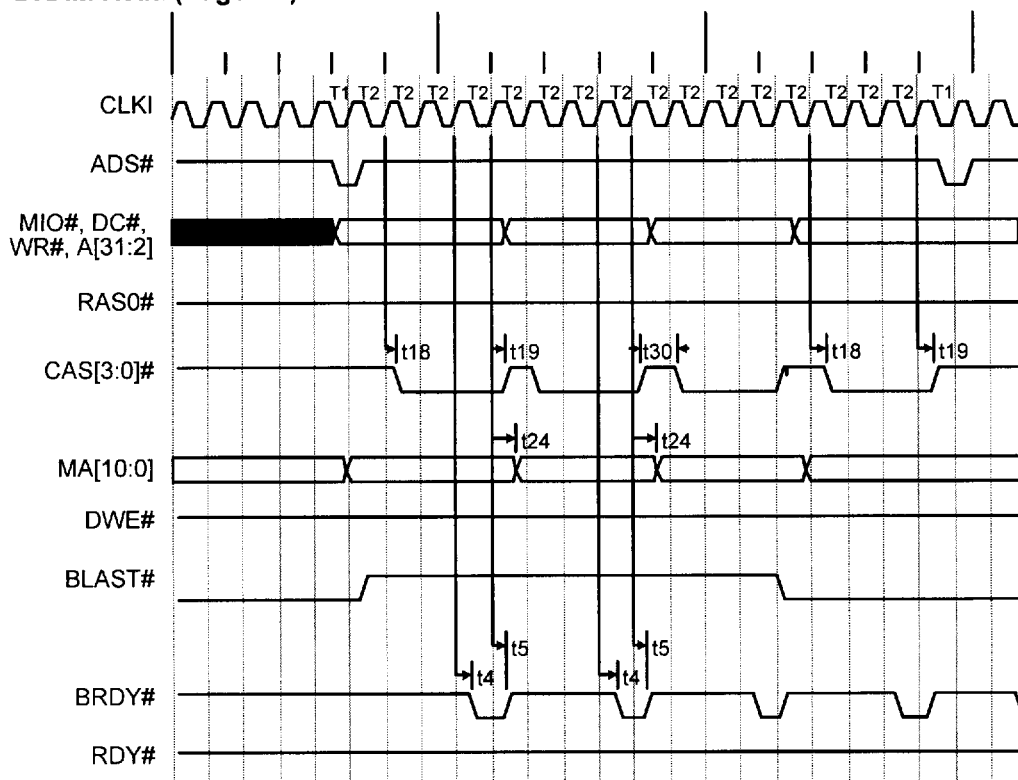 CLKI
T1 T2 T2 T2 T2 T2 T2 T2 T2 T2 T2 T2 T2 T2 T2 T2 T2 T1
ADS#
MIO#, DC#,
WR#, A[31:2]
RAS0#
t18 t19 t30 t18 t19
CAS[3:0]#
t24 t24
MA[10:0]
DWE#
BLAST#
t5 t5
t4 t4
BRDY#
RDY#